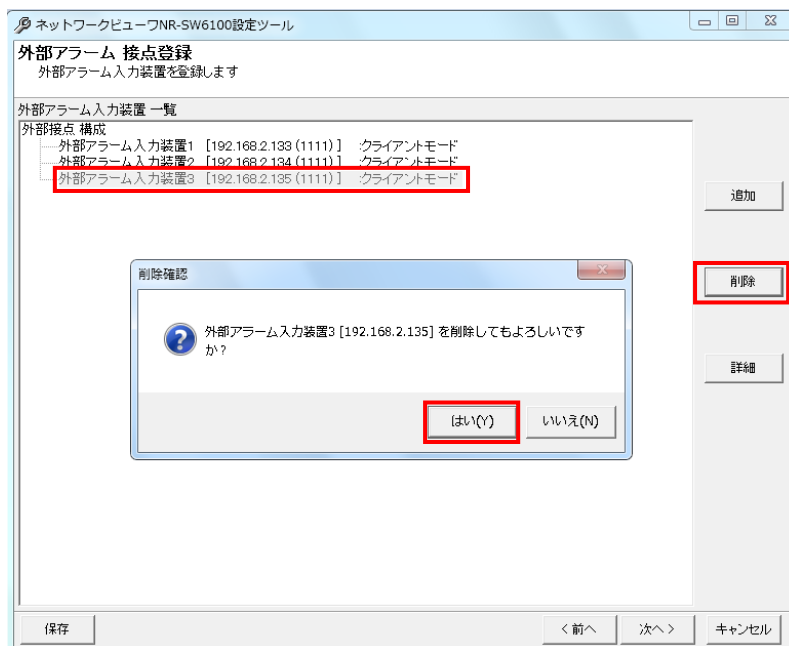 ネットワークビューワNR-SW6100設定ツール
外部アラーム 接点登録
外部アラーム入力装置を登録します
外部アラーム入力装置 一覧
外部接点 構成
外部アラーム入力装置1 [192.168.2.133 (1111) ] :クライアントモード
外部アラーム入力装置2 [192.168.2.134 (1111) ] :クライアントモード
外部アラーム入力装置3 [192.168.2.135 (1111) ] :クライアントモード
追加
削除
詳細
削除確認
外部アラーム入力装置3 [192.168.2.135] を削除してもよろしいです
か?
はい(Y)
いいえ(N)
保存
< 前へ
次へ >
キャンセル